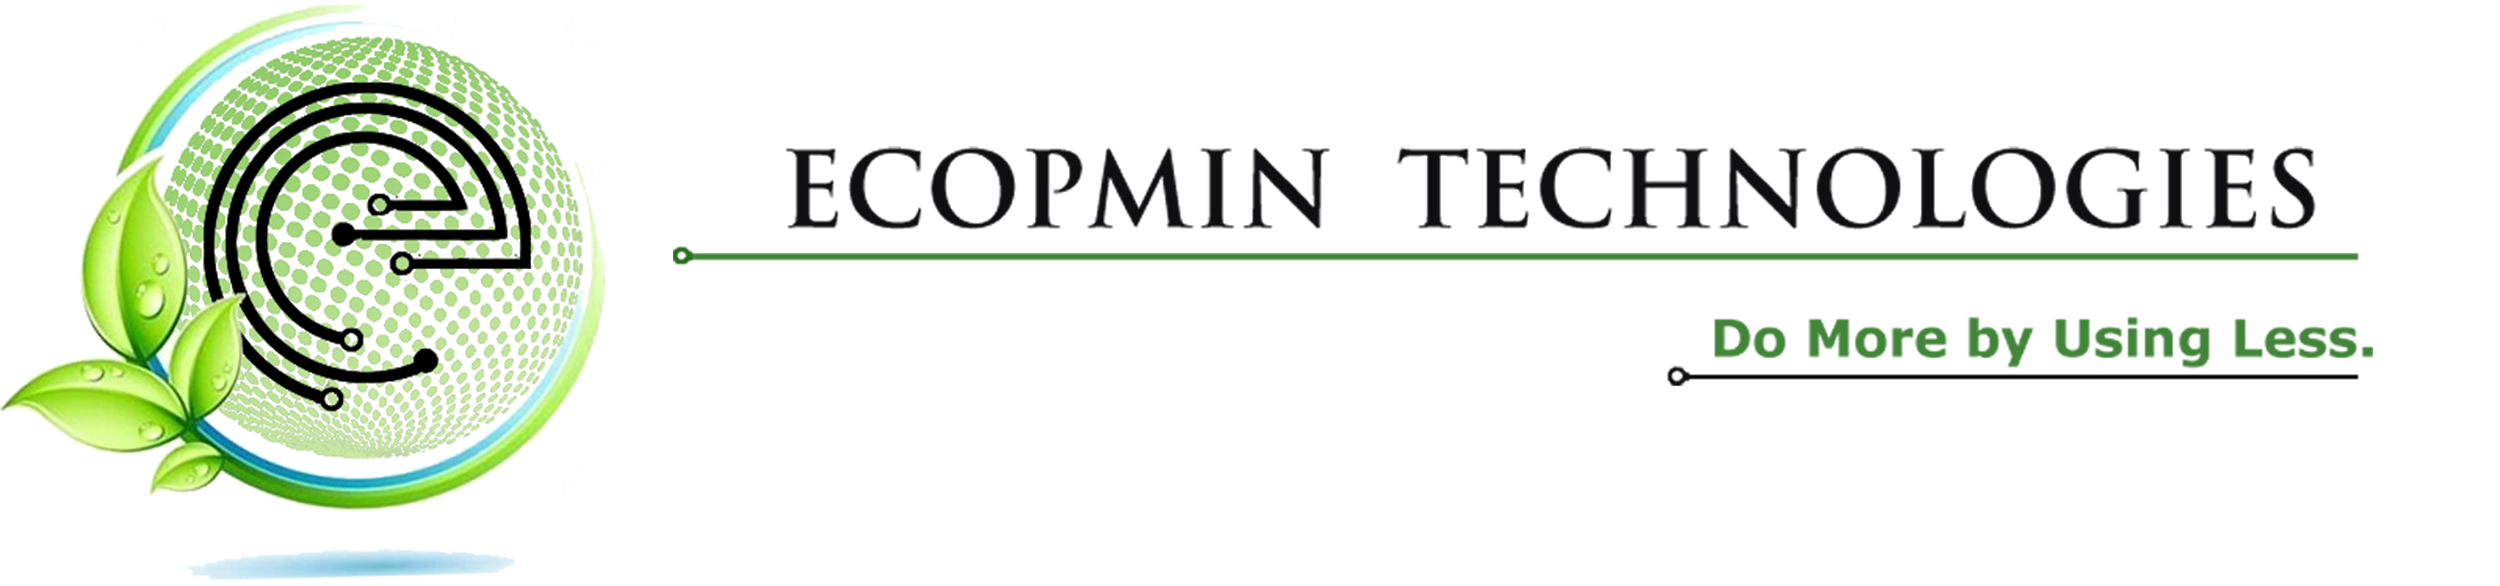 ECOPMIN TECHNOLOGIES
Do More by Using Less.